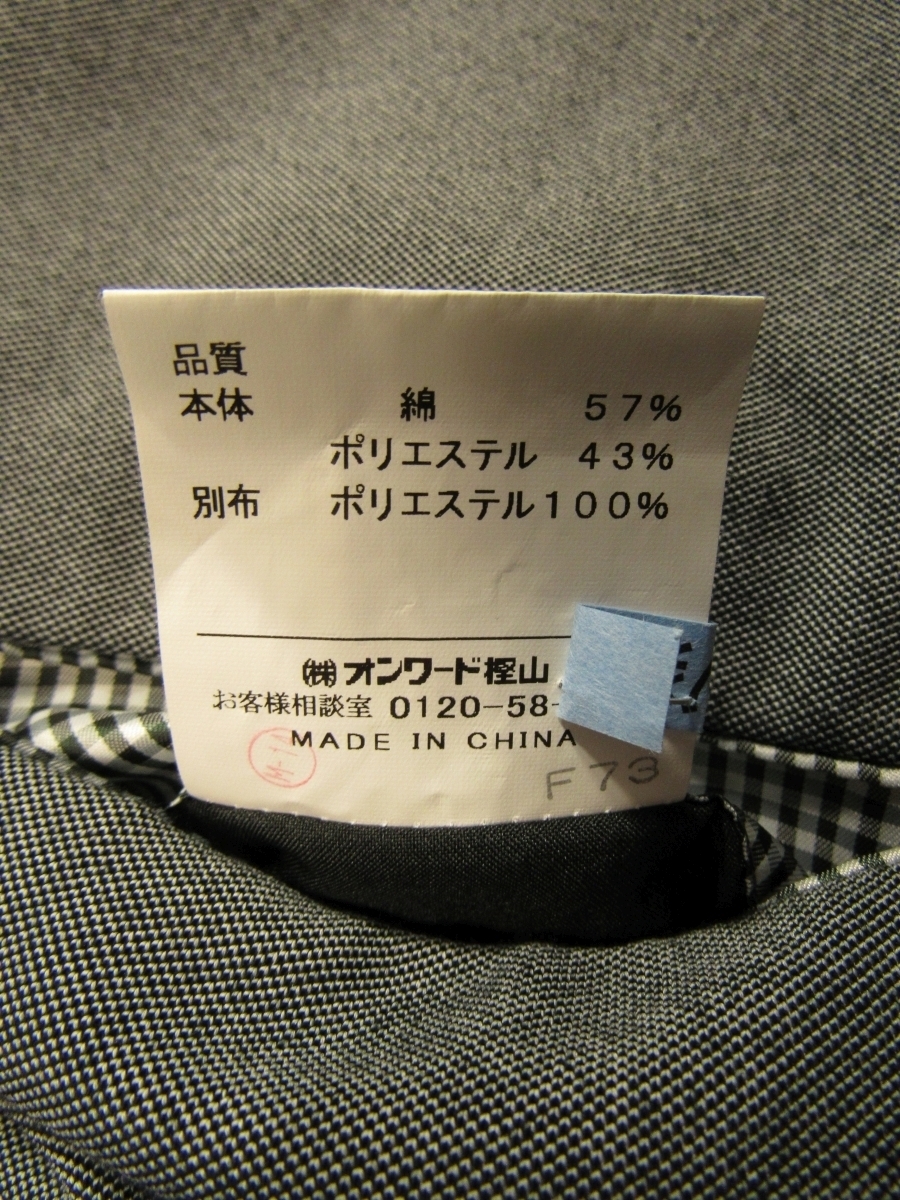 品質
本体 綿 57%
ポリエステル 43%
別布 ポリエステル100%
㈱オンワード樫山
お客様相談室 0120-58-
MADE IN CHINA
F73